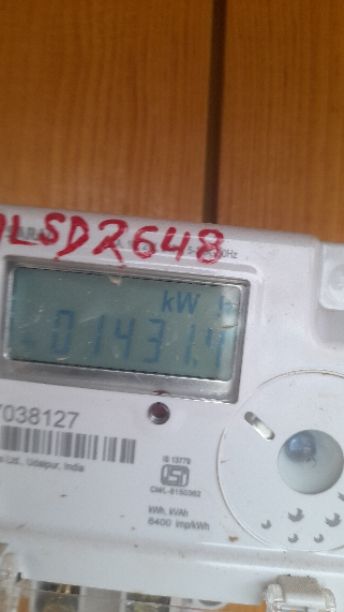 LSD2648
kW h
01431.4
7038127
Ltd., Udaipur, India
IS 13779
CM/L-8150362
kWh, kVAh
6400 imp/kWh